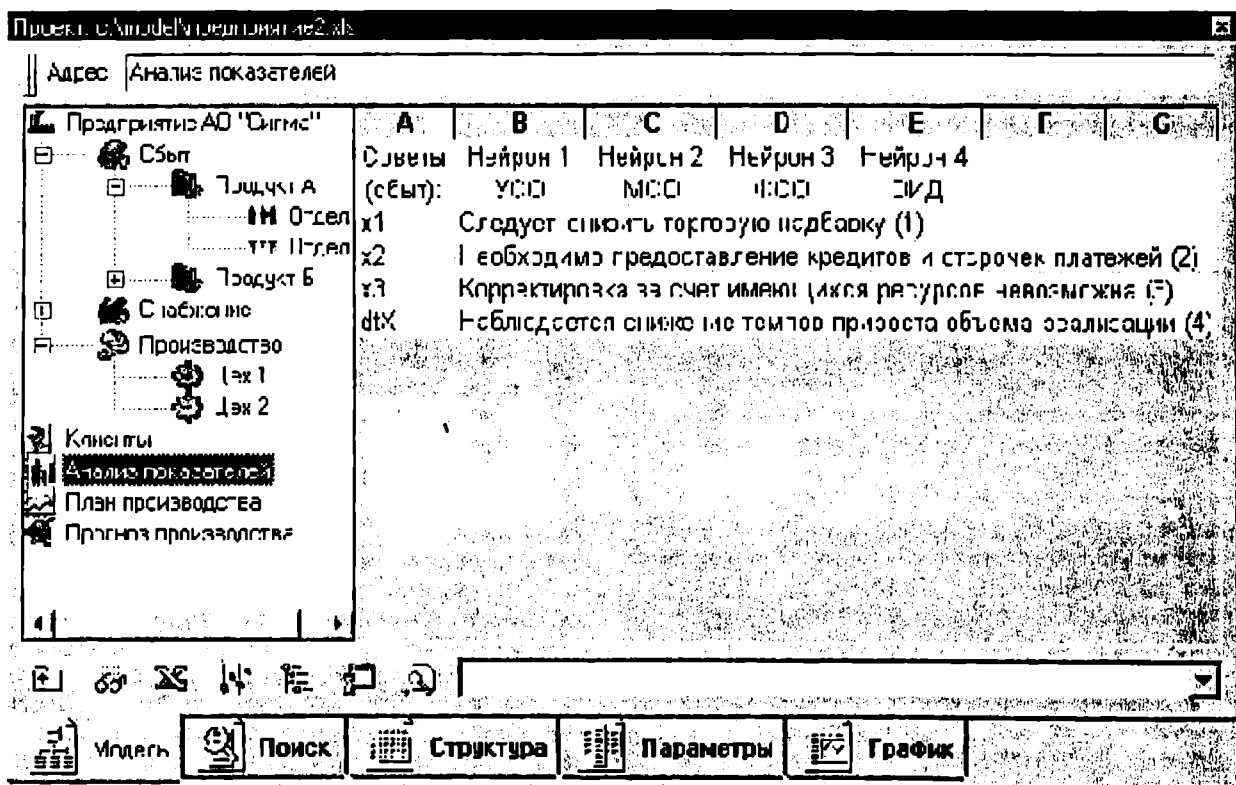 Проект: c:\model\предприятие2.xls
Адрес Анализ показателей
Предприятие АО "Сигма"
Сбыт
Продукт А
Отдел
Отдел
Продукт Б
Снабжение
Производство
Цех 1
Цех 2
Клиенты
Анализ показателей
План производства
Прогноз производства
A B C D E F G
Советы Нейрон 1 Нейрон 2 Нейрон 3 Нейрон 4
(сбыт): УСО МСО ФСО
x1 Следует снизить торговую надбавку (1)
x2 Необходимо предоставление кредитов и отсрочек платежей (2)
x3 Корректировка за счет имеющихся ресурсов невозможна (3)
dtX Наблюдается снижение темпов прироста объема реализации (4)
Модель Поиск Структура Параметры График